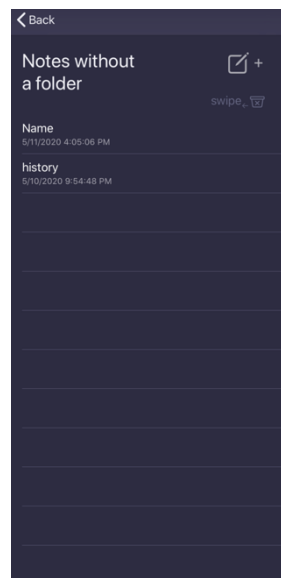 Back
Notes without
a folder
+
swipe
Name
5/11/2020 4:05:06 PM
history
5/10/2020 9:54:48 PM